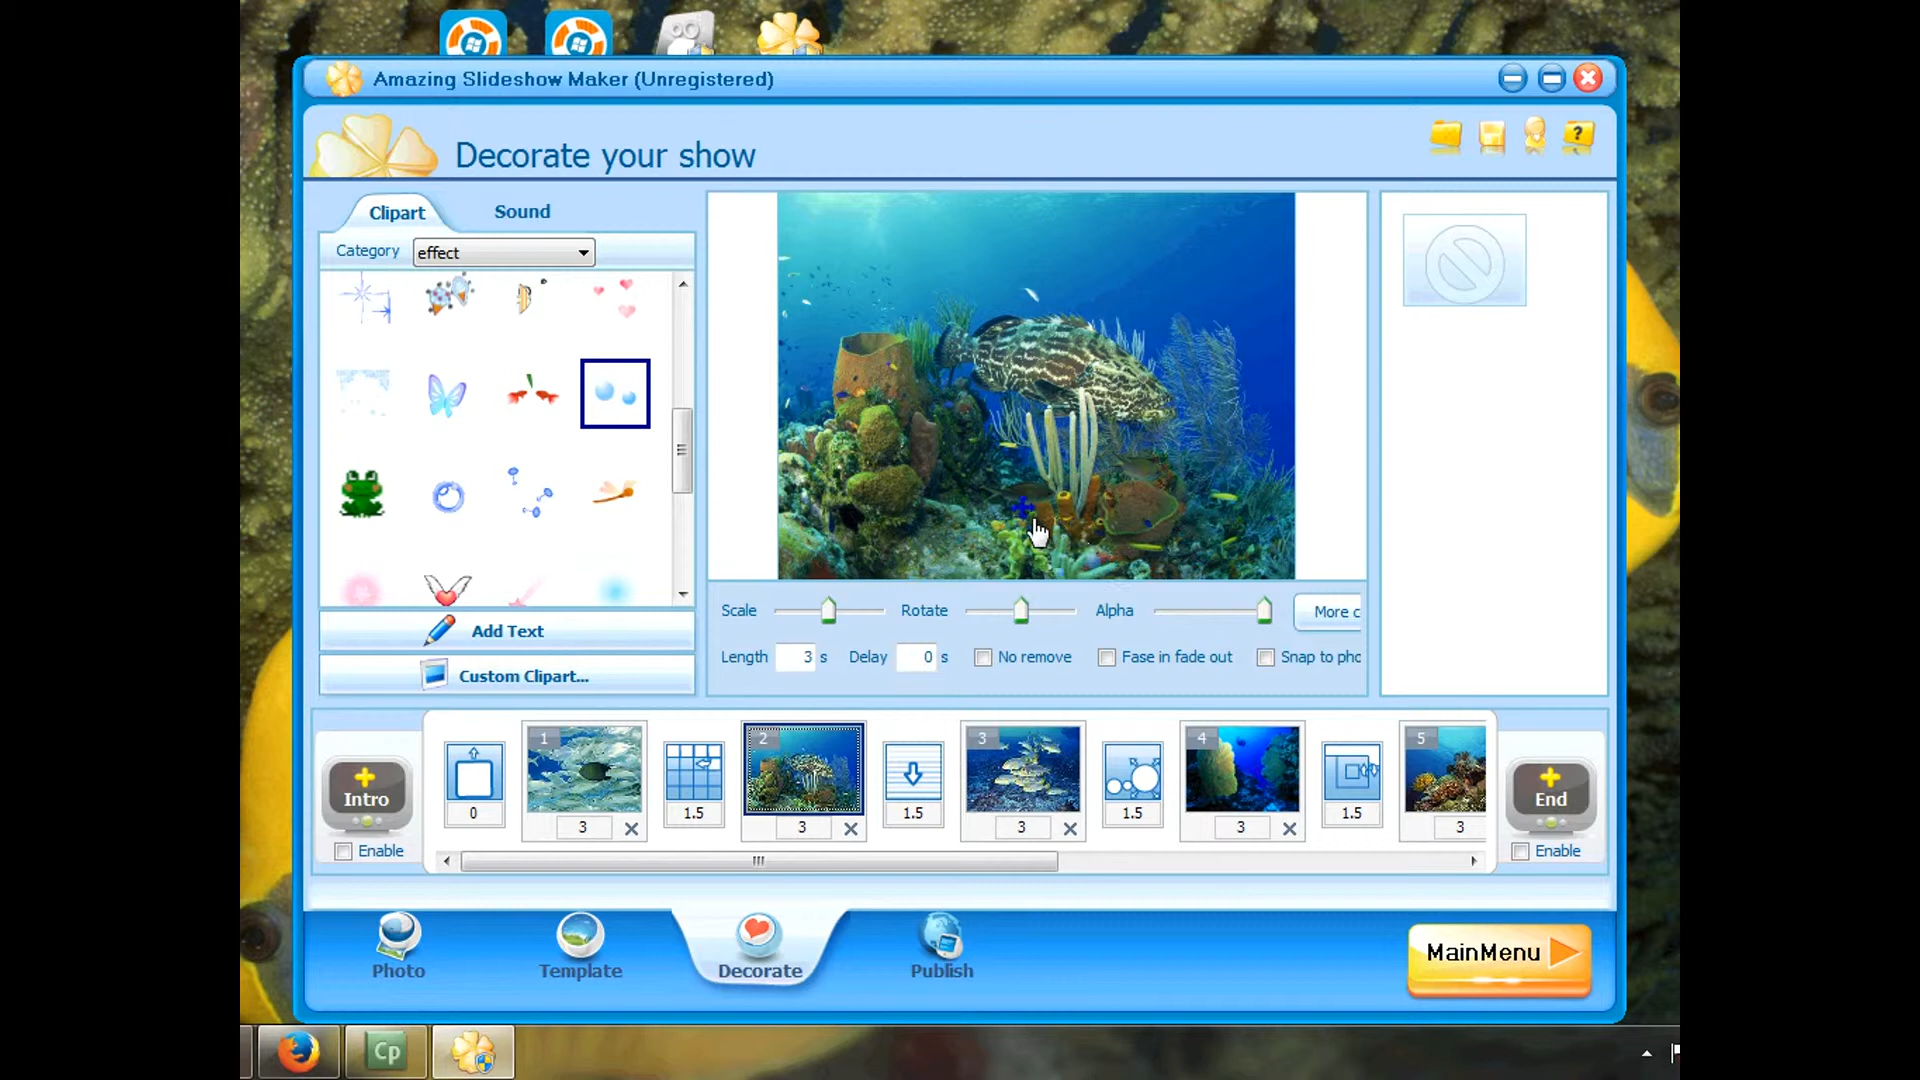 Amazing Slideshow Maker (Unregistered)
Decorate your show
?
Clipart
Sound
Category
effect
Add Text
Custom Clipart...
Scale
Rotate
Alpha
More c
Length
3
s
Delay
0
s
No remove
Fase in fade out
Snap to pho
Intro
Enable
0
1
3
1.5
2
3
1.5
3
3
1.5
4
3
1.5
5
3
End
Enable
Photo
Template
Decorate
Publish
MainMenu
Cp